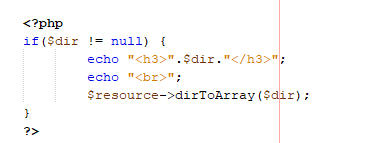 <?php
if($dir != null) {
echo "<h3>".$dir."</h3>";
echo "<br>";
$resource->dirToArray($dir);
}
?>